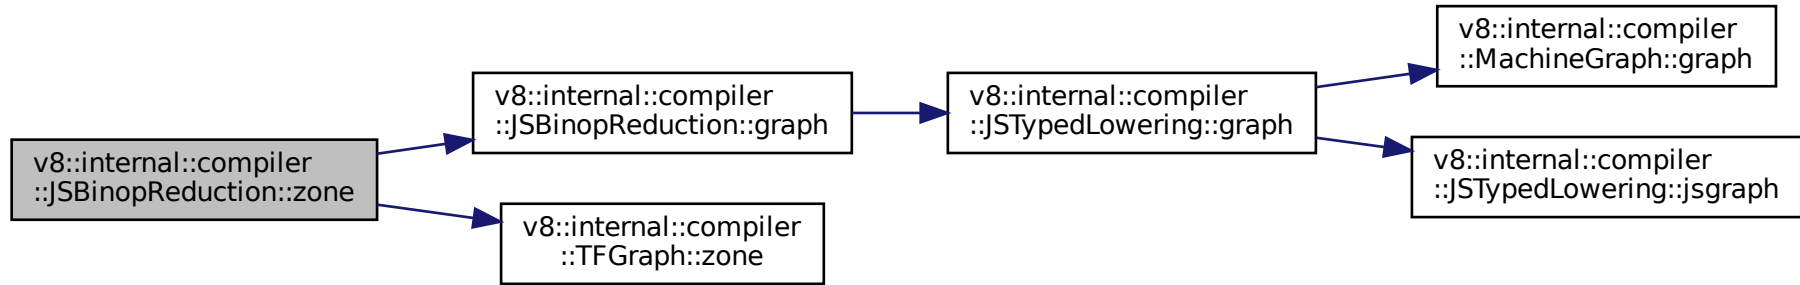 v8::internal::compiler
::JSBinopReduction::zone
v8::internal::compiler
::JSBinopReduction::graph
v8::internal::compiler
::TFGraph::zone
v8::internal::compiler
::JSTypedLowering::graph
v8::internal::compiler
::MachineGraph::graph
v8::internal::compiler
::JSTypedLowering::jsgraph